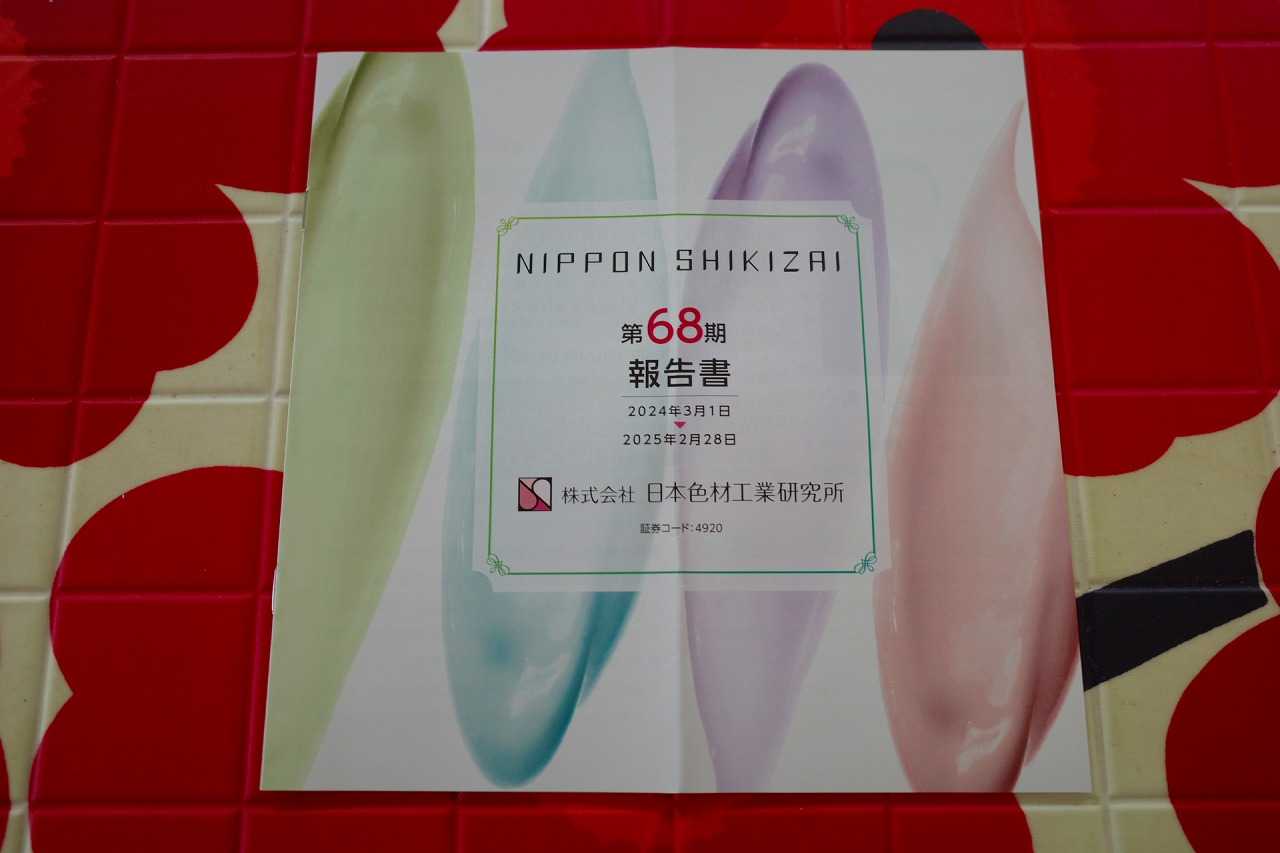 NIPPON SHIKIZAI
第68期
報告書
2024年3月1日
2025年2月28日
株式会社 日本色材工業研究所
証券コード:4920